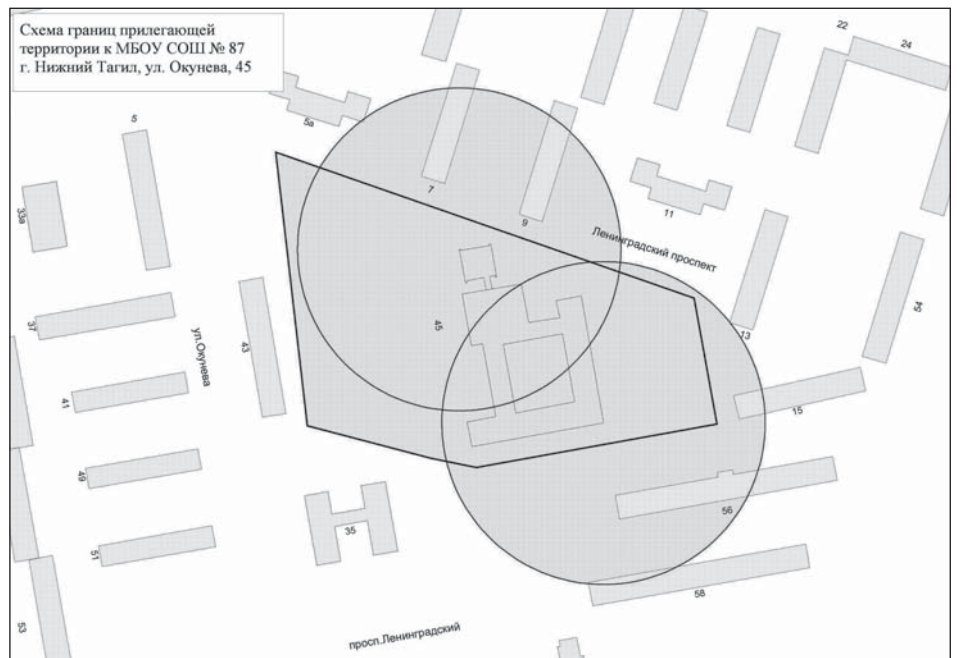 Схема границ прилегающей
территории к МБОУ СОШ № 87
г. Нижний Тагил, ул. Окунева, 45
22
24
5а
5
7
9
11
33а
Ленинградский проспект
54
37
ул.Окунева
43
45
13
41
15
49
56
35
51
58
53
просп.Ленинградский